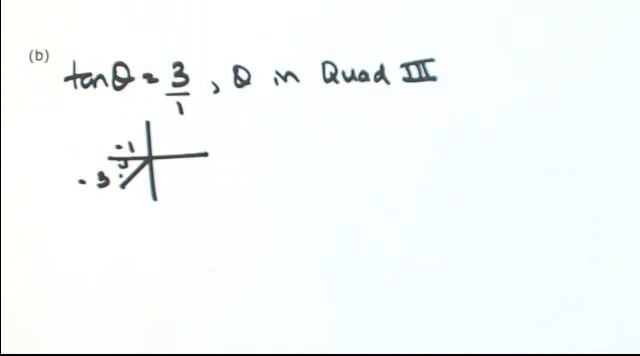 (b)
tanθ = 3/1, θ in Quad III
-1
-3